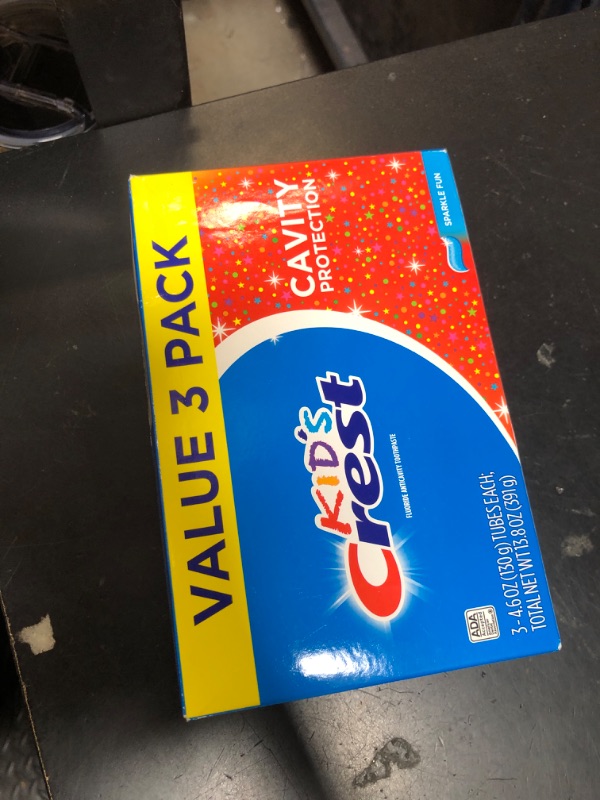 VALUE 3 PACK
CAVITY
PROTECTION
SPARKLE FUN
KID'S
Crest
FLUORIDE ANTICAVITY TOOTHPASTE
ADA
Accepted
3-4.6 OZ (130 g) TUBES EACH;
TOTAL NET WT 13.8 OZ (391 g)